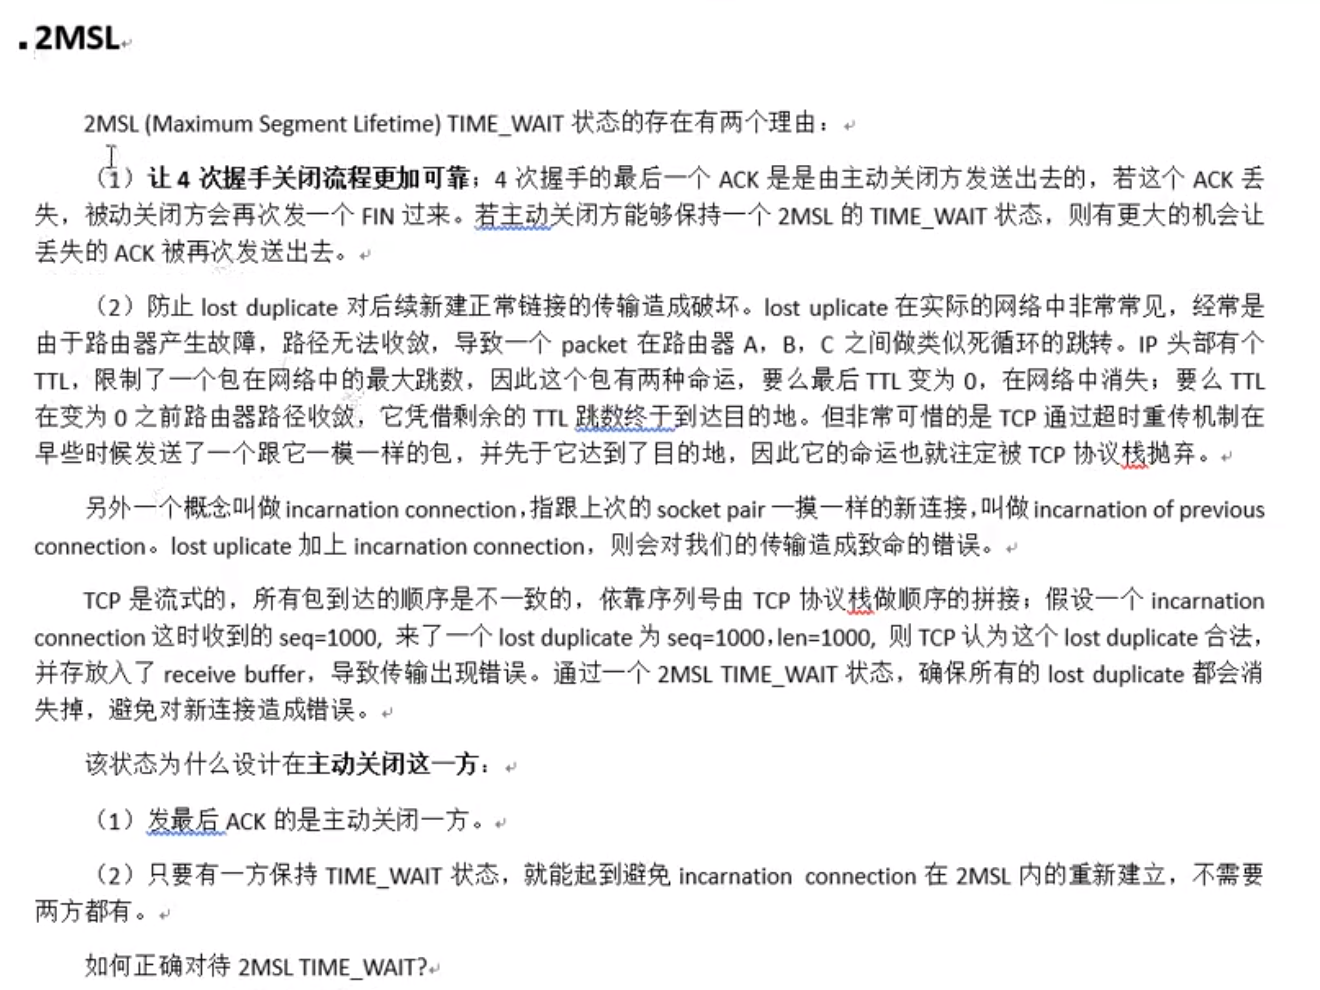 .2MSL
2MSL (Maximum Segment Lifetime) TIME_WAIT 状态的存在有两个理由：
（1）让 4 次握手关闭流程更加可靠；4 次握手的最后一个 ACK 是是由主动关闭方发送出去的，若这个 ACK 丢
失，被动关闭方会再次发一个 FIN 过来。若主动关闭方能够保持一个 2MSL 的 TIME_WAIT 状态，则有更大的机会让
丢失的 ACK 被再次发送出去。
（2）防止 lost duplicate 对后续新建正常链接的传输造成破坏。lost uplicate 在实际的网络中非常常见，经常是
由于路由器产生故障，路径无法收敛，导致一个 packet 在路由器 A，B，C 之间做类似死循环的跳转。IP 头部有个
TTL，限制了一个包在网络中的最大跳数，因此这个包有两种命运，要么最后 TTL 变为 0，在网络中消失；要么 TTL
在变为 0 之前路由器路径收敛，它凭借剩余的 TTL 跳数终于到达目的地。但非常可惜的是 TCP 通过超时重传机制在
早些时候发送了一个跟它一模一样的包，并先于它达到了目的地，因此它的命运也就注定被 TCP 协议栈抛弃。
另外一个概念叫做 incarnation connection，指跟上次的 socket pair 一摸一样的新连接，叫做 incarnation of previous
connection。lost uplicate 加上 incarnation connection，则会对我们的传输造成致命的错误。
TCP 是流式的，所有包到达的顺序是不一致的，依靠序列号由 TCP 协议栈做顺序的拼接；假设一个 incarnation
connection 这时收到的 seq=1000, 来了一个 lost duplicate 为 seq=1000，len=1000, 则 TCP 认为这个 lost duplicate 合法，
并存放入了 receive buffer，导致传输出现错误。通过一个 2MSL TIME_WAIT 状态，确保所有的 lost duplicate 都会消
失掉，避免对新连接造成错误。
该状态为什么设计在主动关闭这一方：
（1）发最后 ACK 的是主动关闭一方。
（2）只要有一方保持 TIME_WAIT 状态，就能起到避免 incarnation connection 在 2MSL 内的重新建立，不需要
两方都有。
如何正确对待 2MSL TIME_WAIT?